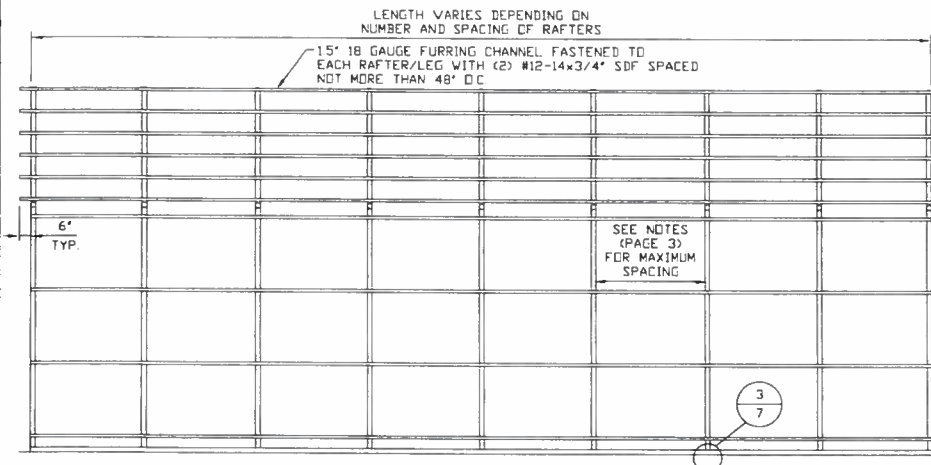 LENGTH VARIES DEPENDING ON
NUMBER AND SPACING OF RAFTERS
1.5" 18 GAUGE FURRING CHANNEL FASTENED TO
EACH RAFTER/LEG WITH (2) #12-14x3/4" SDF SPACED
NOT MORE THAN 48" O.C.
6"
TYP.
SEE NOTES
(PAGE 3)
FOR MAXIMUM
SPACING
3
7